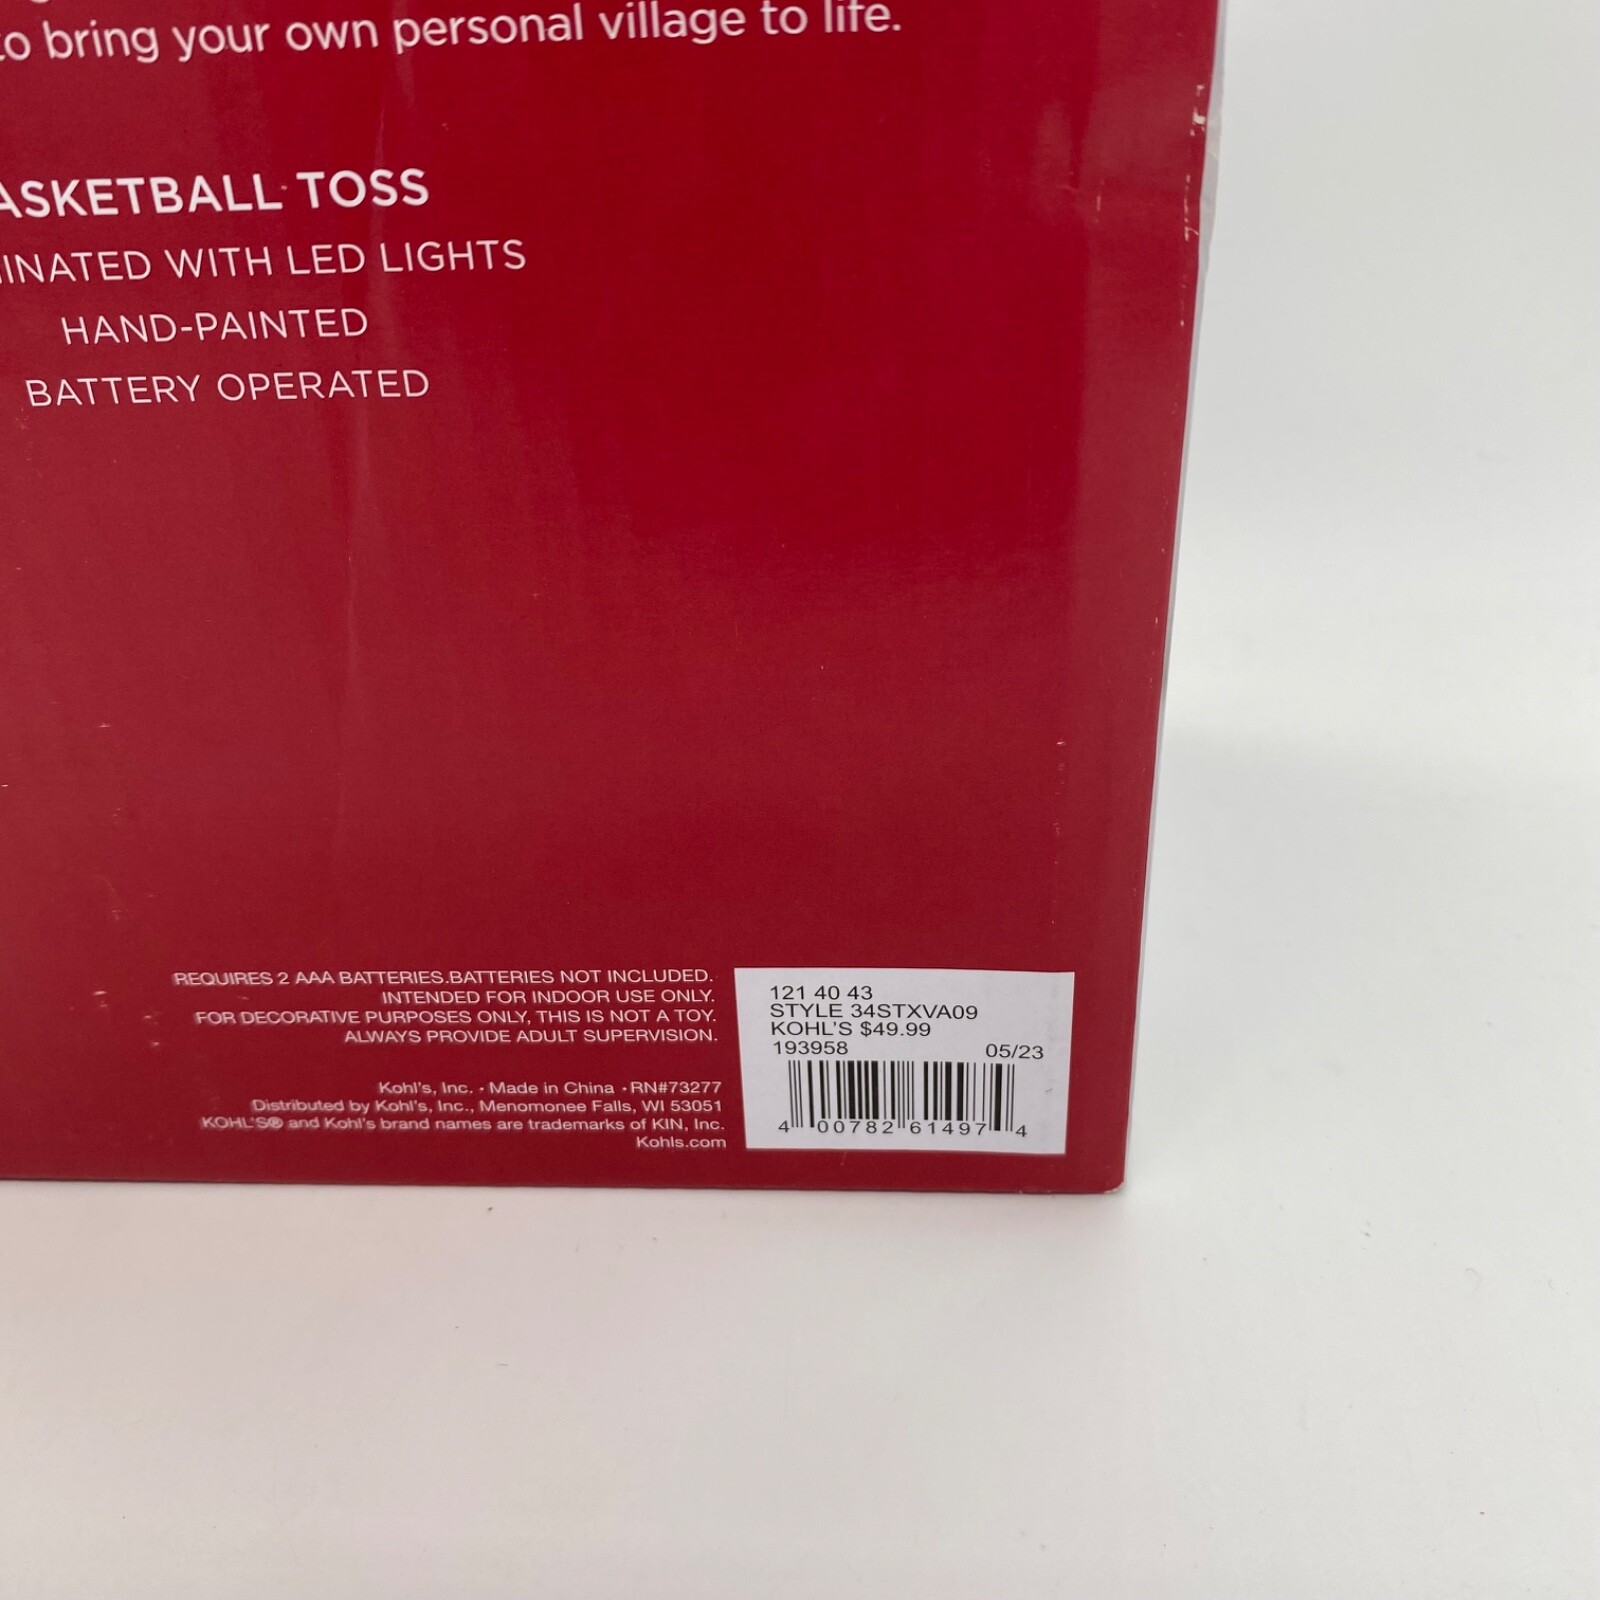 to bring your own personal village to life.
ASKETBALL TOSS
INATED WITH LED LIGHTS
HAND-PAINTED
BATTERY OPERATED
REQUIRES 2 AAA BATTERIES.BATTERIES NOT INCLUDED.
INTENDED FOR INDOOR USE ONLY.
FOR DECORATIVE PURPOSES ONLY, THIS IS NOT A TOY.
ALWAYS PROVIDE ADULT SUPERVISION.
Kohl's, Inc. • Made in China • RN#73277
Distributed by Kohl's, Inc., Menomonee Falls, WI 53051
KOHL'S® and Kohl's brand names are trademarks of KIN, Inc.
Kohls.com
121 40 43
STYLE 34STXVA09
KOHL'S $49.99
193958 05/23
4 00782 61497 4